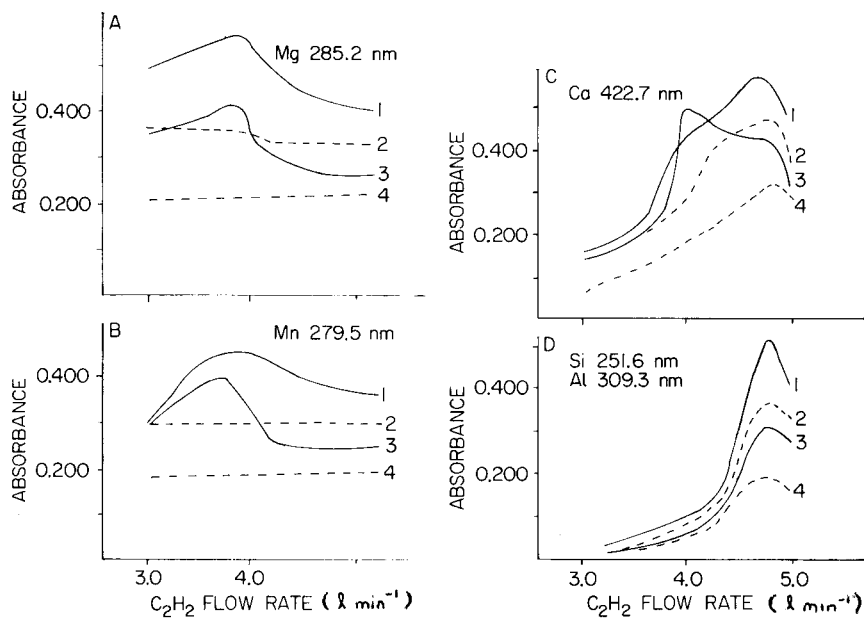 A
Mg 285.2 nm
ABSORBANCE
0.400
0.200
1
2
3
4
B
Mn 279.5 nm
ABSORBANCE
0.400
0.200
1
2
3
4
3.0 4.0
C₂H₂ FLOW RATE (l min⁻¹)
C
Ca 422.7 nm
ABSORBANCE
0.400
0.200
1
2
3
4
D
Si 251.6 nm
Al 309.3 nm
ABSORBANCE
0.400
0.200
1
2
3
4
3.0 4.0 5.0
C₂H₂ FLOW RATE (l min⁻¹)